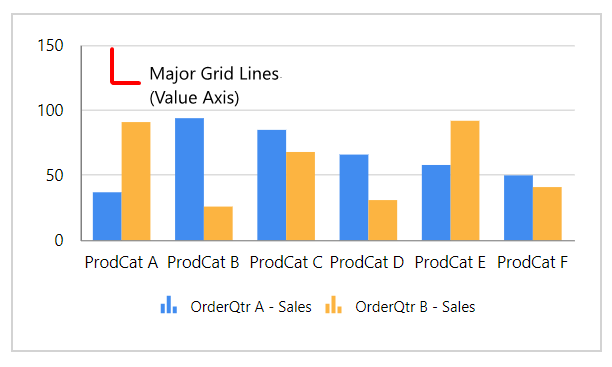 150
Major Grid Lines
(Value Axis)
100
50
0
ProdCat A ProdCat B ProdCat C ProdCat D ProdCat E ProdCat F
OrderQtr A - Sales OrderQtr B - Sales